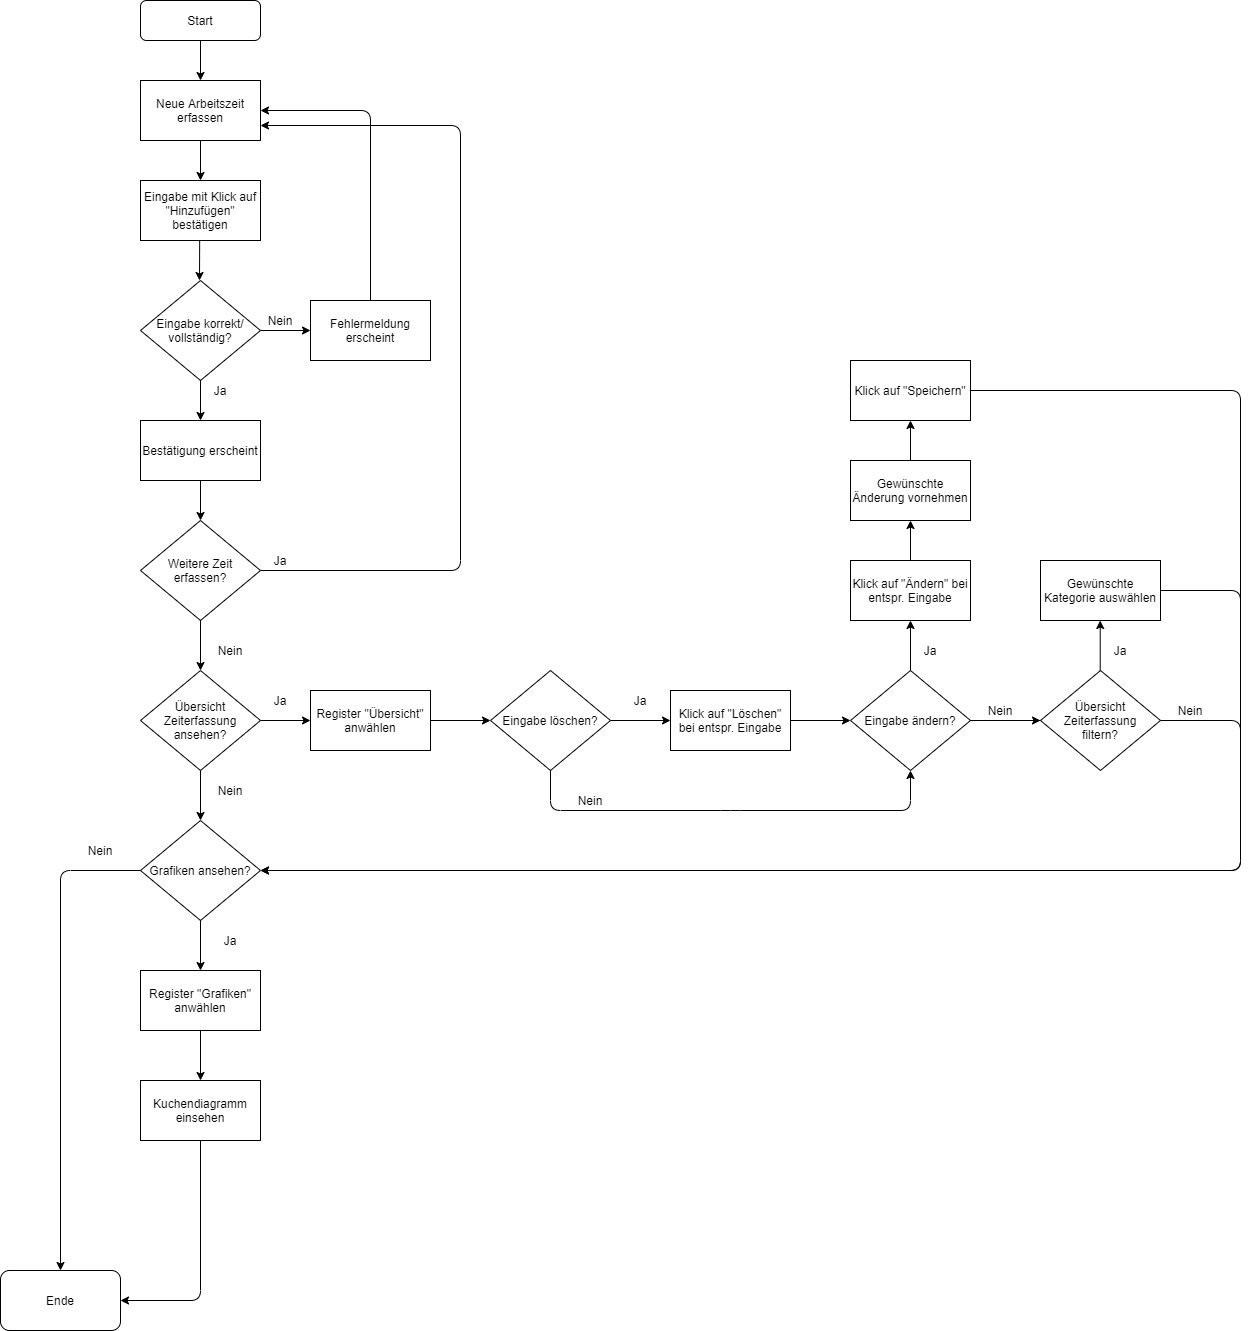 Start
Neue Arbeitszeit
erfassen
Eingabe mit Klick auf
"Hinzufügen"
bestätigen
Eingabe korrekt/
vollständig?
Nein
Fehlermeldung
erscheint
Ja
Bestätigung erscheint
Weitere Zeit
erfassen?
Ja
Nein
Übersicht
Zeiterfassung
ansehen?
Ja
Register "Übersicht"
anwählen
Eingabe löschen?
Ja
Klick auf "Löschen"
bei entspr. Eingabe
Nein
Eingabe ändern?
Ja
Klick auf "Ändern" bei
entspr. Eingabe
Gewünschte
Änderung vornehmen
Klick auf "Speichern"
Nein
Übersicht
Zeiterfassung
filtern?
Ja
Gewünschte
Kategorie auswählen
Nein
Nein
Grafiken ansehen?
Nein
Ja
Register "Grafiken"
anwählen
Kuchendiagramm
einsehen
Ende